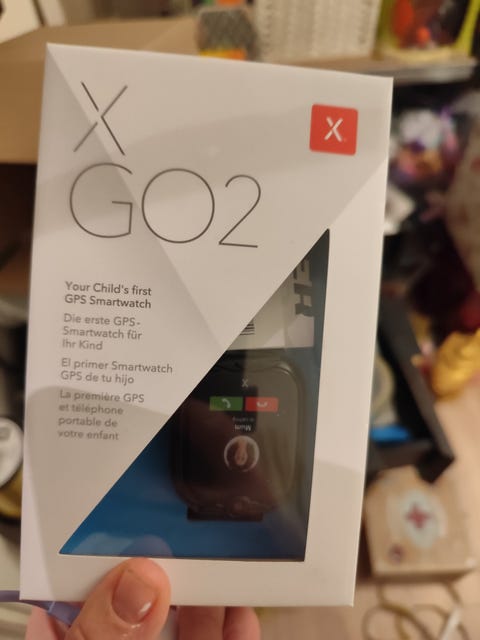 X
GO2
X
Your Child's first
GPS Smartwatch
Die erste GPS-
Smartwatch für
Ihr Kind
El primer Smartwatch
GPS de tu hijo
La première GPS
et téléphone
portable de
votre enfant
X
Mum